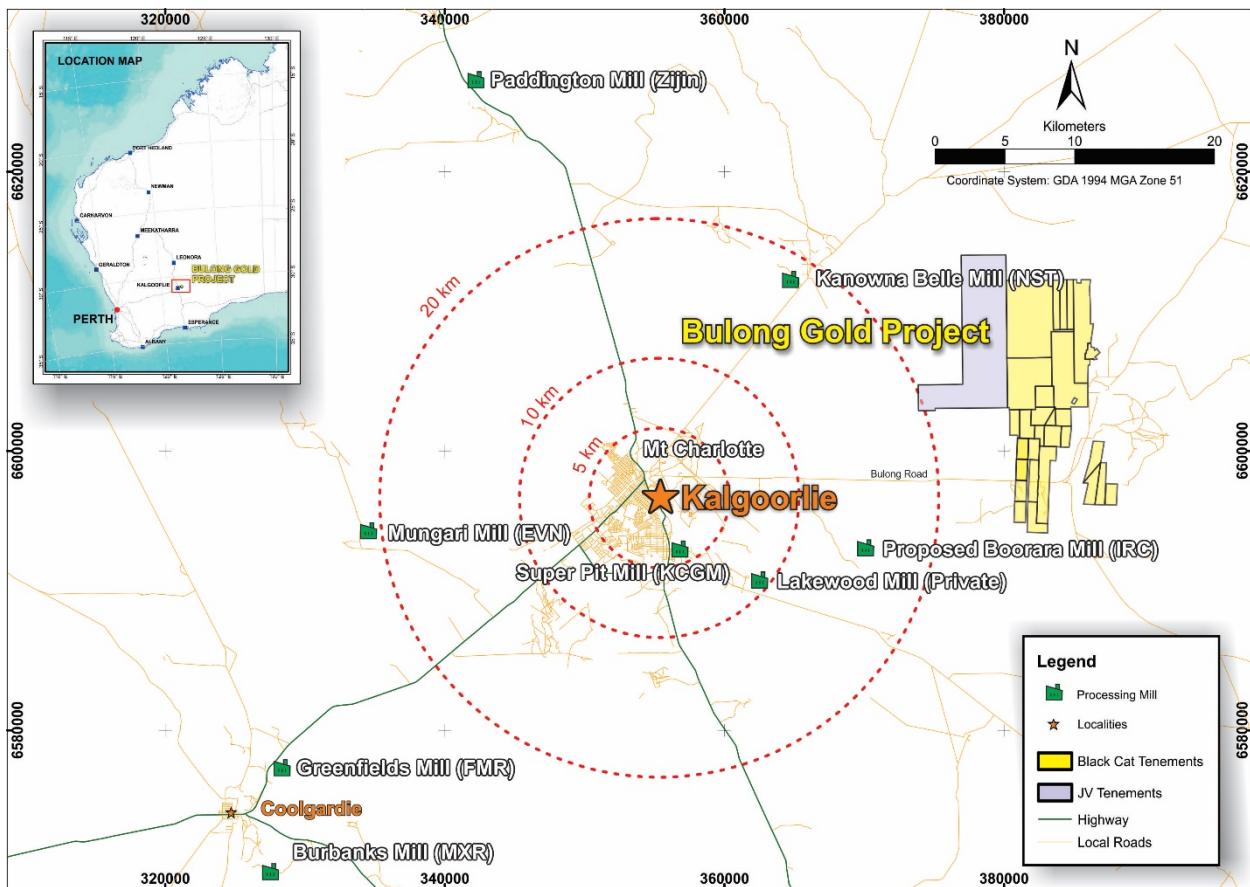 320000
340000
360000
380000
LOCATION MAP
PORT HEDLAND
NEWMAN
CARNARVON
MEEKATHARRA
LEONORA
GERALDTON
BULONG GOLD
PROJECT
KALGOORLIE
PERTH
ESPERANCE
ALBANY
N
Kilometers
0 5 10 20
Coordinate System: GDA 1994 MGA Zone 51
6620000
6620000
Paddington Mill (Zijin)
20 km
Kanowna Belle Mill (NST)
Bulong Gold Project
10 km
5 km
Mt Charlotte
6600000
6600000
Bulong Road
Kalgoorlie
Mungari Mill (EVN)
Super Pit Mill (KCGM)
Proposed Boorara Mill (IRC)
Lakewood Mill (Private)
6580000
6580000
Greenfields Mill (FMR)
Coolgardie
Burbanks Mill (MXR)
Legend
Processing Mill
Localities
Black Cat Tenements
JV Tenements
Highway
Local Roads
320000
340000
360000
380000